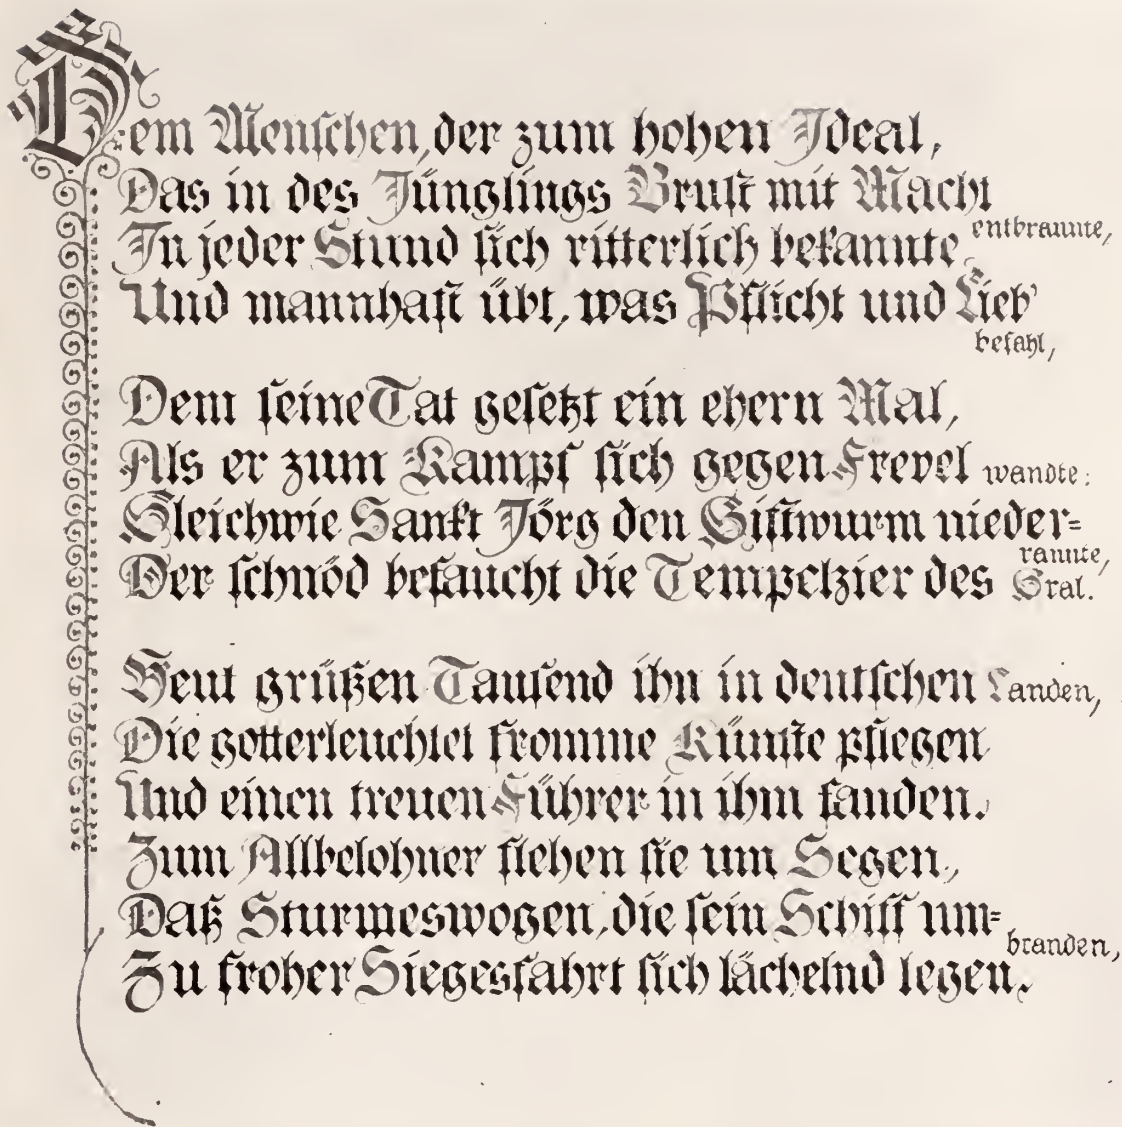 Dem Menschen, der zum hohen Ideal,
Das in des Jünglings Brust mit Macht
entbrannte,
In jeder Stund sich ritterlich bekannte,
Und mannhaft übt, was Pflicht und Lieb'
befahl,
Dem seine Tat gesetzt ein ehern Mal,
Als er zum Kampf sich gegen Frevel wandte:
Gleichwie Sankt Jörg den Giftwurm nieder=
rannte,
Der schnöd befaucht die Tempelzier des Gral.
Heut grüßen Tausend ihn in deutschen Landen,
Die gotterleuchtet fromme Künste pflegen
Und einen treuen Führer in ihm fanden.
Zum Allbelohner flehen sie um Segen,
Daß Sturmeswogen, die sein Schiff um=
branden,
Zu froher Siegesfahrt sich lächelnd legen.